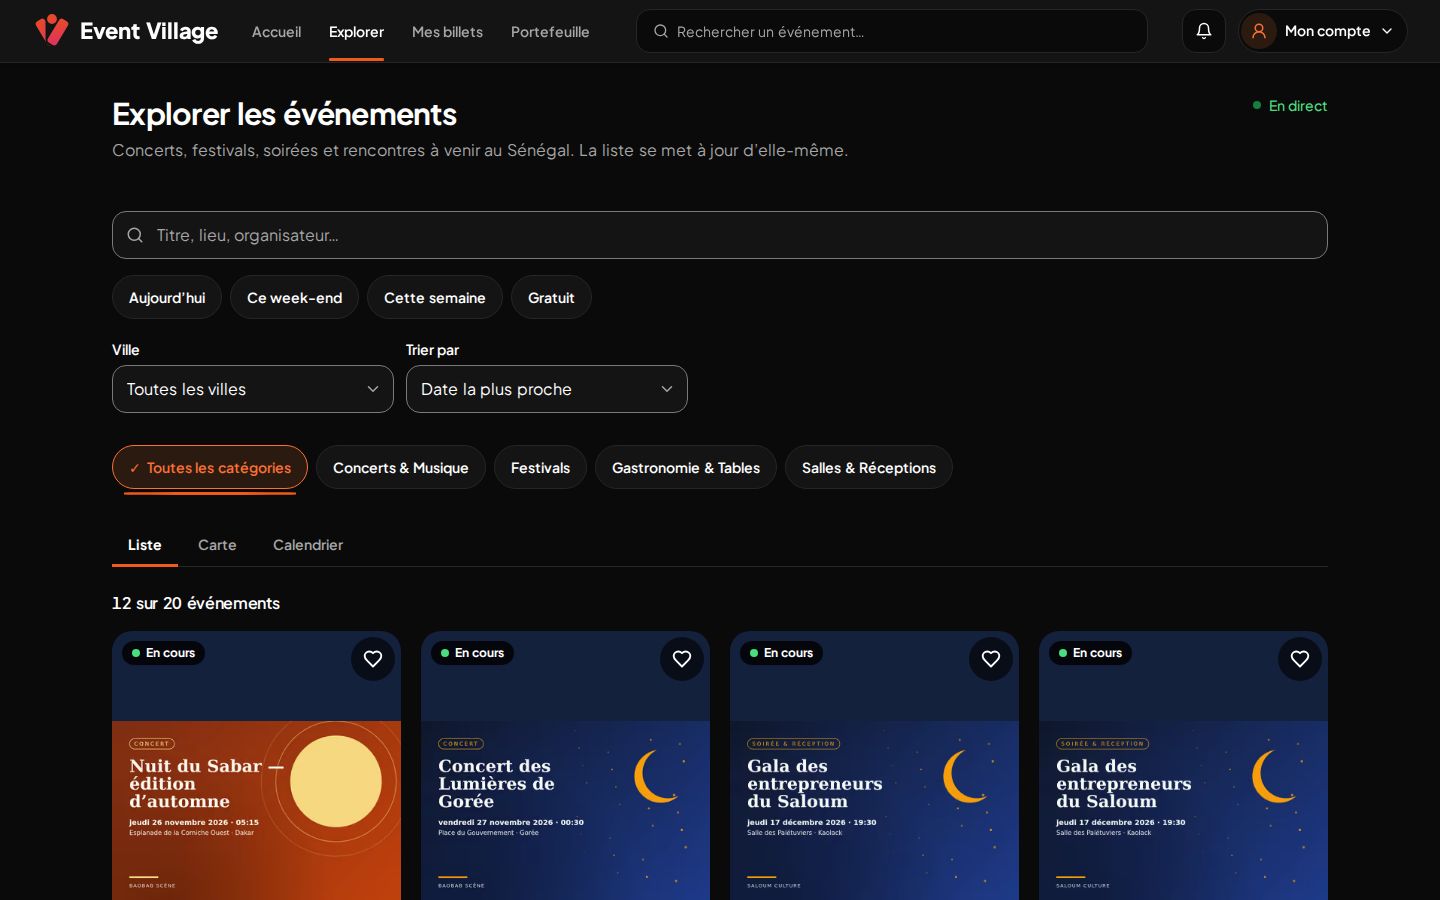 Event Village
Accueil
Explorer
Mes billets
Portefeuille
Rechercher un événement…
Mon compte
Explorer les événements
En direct
Concerts, festivals, soirées et rencontres à venir au Sénégal. La liste se met à jour d’elle-même.
Titre, lieu, organisateur…
Aujourd’hui
Ce week-end
Cette semaine
Gratuit
Ville
Trier par
Toutes les villes
Date la plus proche
✓ Toutes les catégories
Concerts & Musique
Festivals
Gastronomie & Tables
Salles & Réceptions
Liste
Carte
Calendrier
12 sur 20 événements
En cours
CONCERT
Nuit du Sabar —
édition
d’automne
jeudi 26 novembre 2026 · 05:15
Esplanade de la Corniche Ouest · Dakar
BAOBAB SCÈNE
En cours
CONCERT
Concert des
Lumières de
Gorée
vendredi 27 novembre 2026 · 00:30
Place du Gouvernement · Gorée
BAOBAB SCÈNE
En cours
SOIRÉE & RÉCEPTION
Gala des
entrepreneurs
du Saloum
jeudi 17 décembre 2026 · 19:30
Salle des Palétuviers · Kaolack
SALOUM CULTURE
En cours
SOIRÉE & RÉCEPTION
Gala des
entrepreneurs
du Saloum
jeudi 17 décembre 2026 · 19:30
Salle des Palétuviers · Kaolack
SALOUM CULTURE